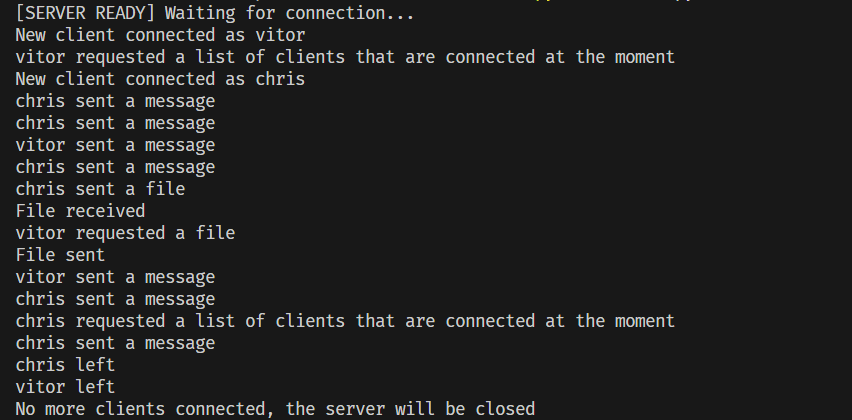 [SERVER READY] Waiting for connection...
New client connected as vitor
vitor requested a list of clients that are connected at the moment
New client connected as chris
chris sent a message
chris sent a message
vitor sent a message
chris sent a message
chris sent a file
File received
vitor requested a file
File sent
vitor sent a message
chris sent a message
chris requested a list of clients that are connected at the moment
chris sent a message
chris left
vitor left
No more clients connected, the server will be closed